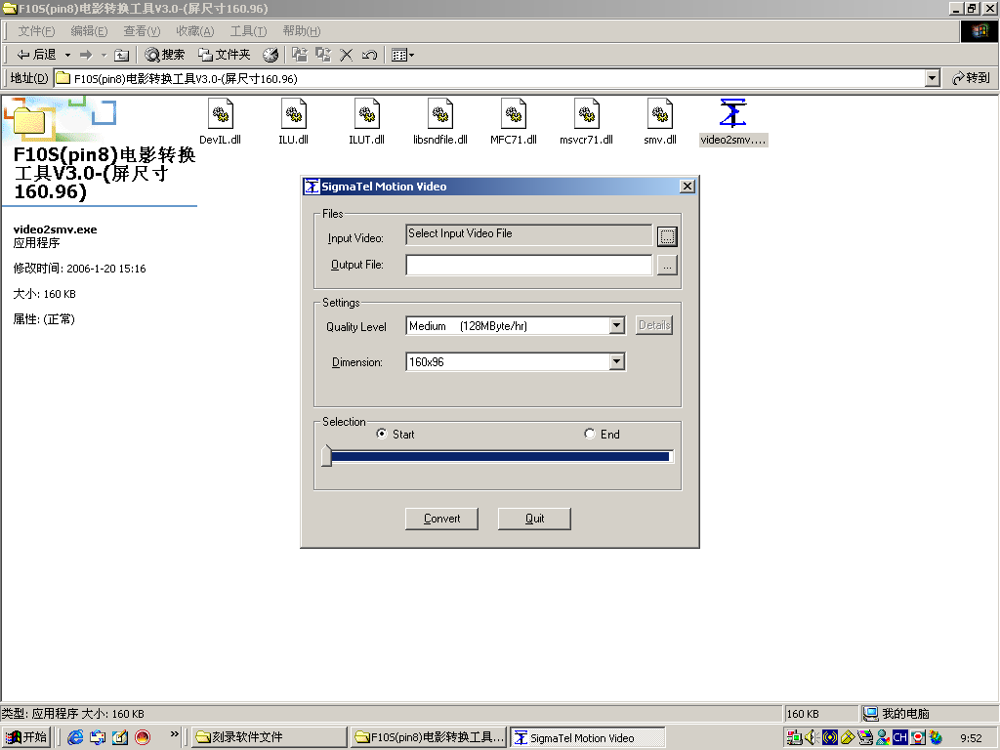 F10S(pin8)电影转换工具V3.0-(屏尺寸160.96)
文件(F) 编辑(E) 查看(V) 收藏(A) 工具(T) 帮助(H)
后退 搜索 文件夹
地址(D) F10S(pin8)电影转换工具V3.0-(屏尺寸160.96) 转到
DevIL.dll ILU.dll ILUT.dll libsndfile.dll MFC71.dll msvcr71.dll smv.dll video2smv....
F10S(pin8)电影转换
工具V3.0-(屏尺寸
160.96)
video2smv.exe
应用程序
修改时间: 2006-1-20 15:16
大小: 160 KB
属性: (正常)
SigmaTel Motion Video
Files
Input Video: Select Input Video File ...
Output File: ...
Settings
Quality Level Medium (128MByte/hr) Details
Dimension: 160x96
Selection
Start End
Convert Quit
类型: 应用程序 大小: 160 KB 160 KB 我的电脑
开始 刻录软件文件 F10S(pin8)电影转换工具... SigmaTel Motion Video CH 9:52